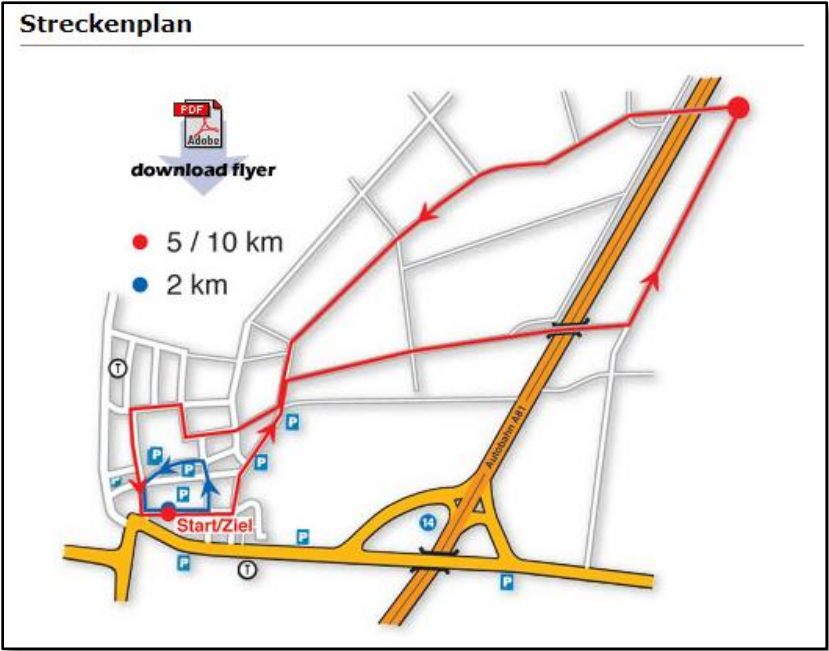 Streckenplan
PDF
Adobe
download flyer
5 / 10 km
2 km
T
P
Autobahn A81
P
P
P
P
P
14
Start/Ziel
P
P
T
P